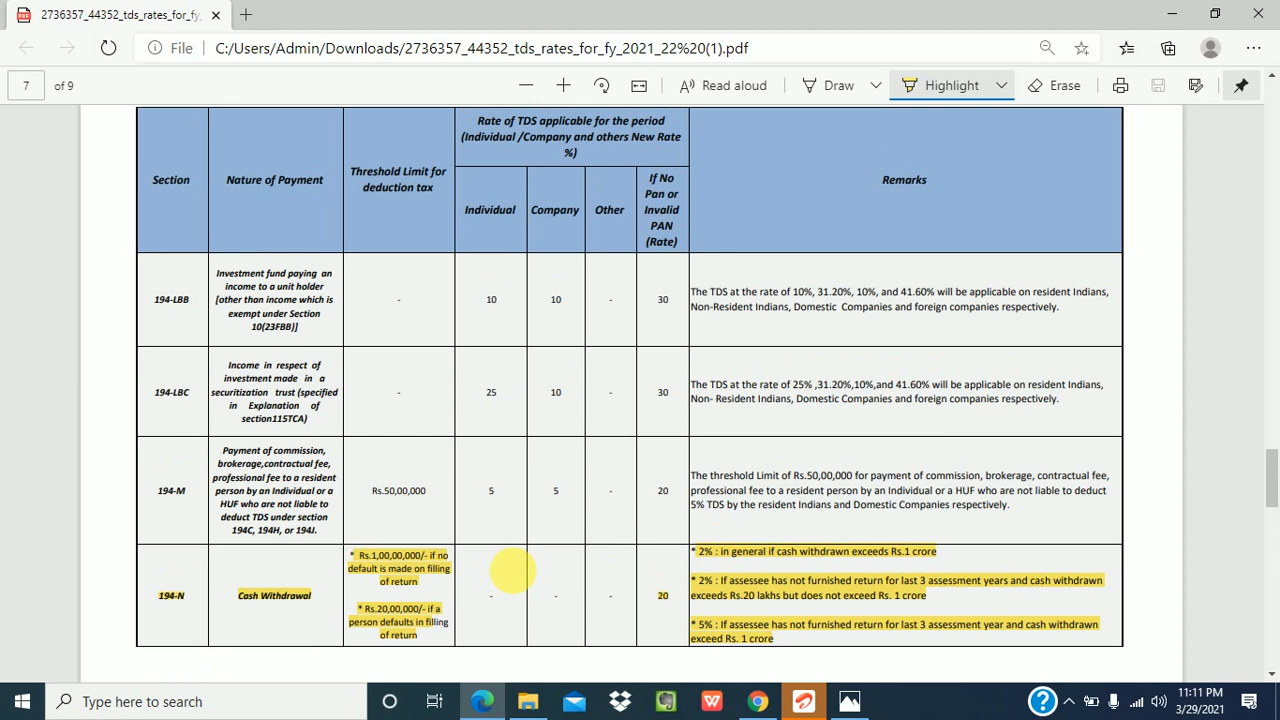 2736357_44352_tds_rates_for_fy_
File
C:/Users/Admin/Downloads/2736357_44352_tds_rates_for_fy_2021_22%20(1).pdf
7 of 9
Read aloud
Draw
Highlight
Erase
Section
Nature of Payment
Threshold Limit for
deduction tax
Rate of TDS applicable for the period
(Individual /Company and others New Rate
%)
Individual
Company
Other
If No
Pan or
Invalid
PAN
(Rate)
Remarks
194-LBB
Investment fund paying an
income to a unit holder
[other than income which is
exempt under Section
10(23FBB)]
-
10
10
-
30
The TDS at the rate of 10%, 31.20%, 10%, and 41.60% will be applicable on resident Indians,
Non-Resident Indians, Domestic Companies and foreign companies respectively.
194-LBC
Income in respect of
investment made in a
securitization trust (specified
in Explanation of
section115TCA)
-
25
10
-
30
The TDS at the rate of 25% ,31.20%,10%,and 41.60% will be applicable on resident Indians,
Non- Resident Indians, Domestic Companies and foreign companies respectively.
194-M
Payment of commission,
brokerage,contractual fee,
professional fee to a resident
person by an Individual or a
HUF who are not liable to
deduct TDS under section
194C, 194H, or 194J.
Rs.50,00,000
5
5
-
20
The threshold Limit of Rs.50,00,000 for payment of commission, brokerage, contractual fee,
professional fee to a resident person by an Individual or a HUF who are not liable to deduct
5% TDS by the resident Indians and Domestic Companies respectively.
194-N
Cash Withdrawal
* Rs.1,00,00,000/- if no
default is made on filling
of return
* Rs.20,00,000/- if a
person defaults in filling
of return
-
-
-
20
* 2% : in general if cash withdrawn exceeds Rs.1 crore
* 2% : If assessee has not furnished return for last 3 assessment years and cash withdrawn
exceeds Rs.20 lakhs but does not exceed Rs. 1 crore
* 5% : If assessee has not furnished return for last 3 assessment year and cash withdrawn
exceed Rs. 1 crore
Type here to search
11:11 PM
3/29/2021